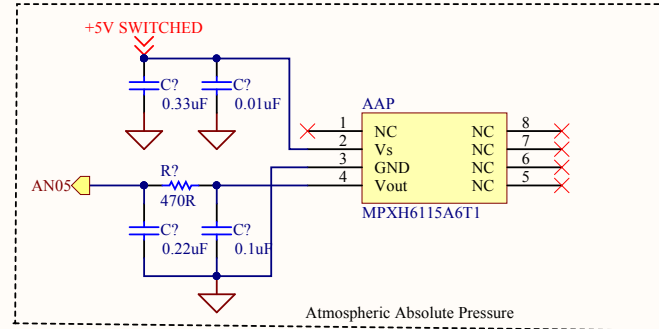 +5V SWITCHED
C?
0.33uF
C?
0.01uF
AAP
1 NC NC 8
2 Vs NC 7
3 GND NC 6
4 Vout NC 5
MPXH6115A6T1
AN05
R?
470R
C?
0.22uF
C?
0.1uF
Atmospheric Absolute Pressure